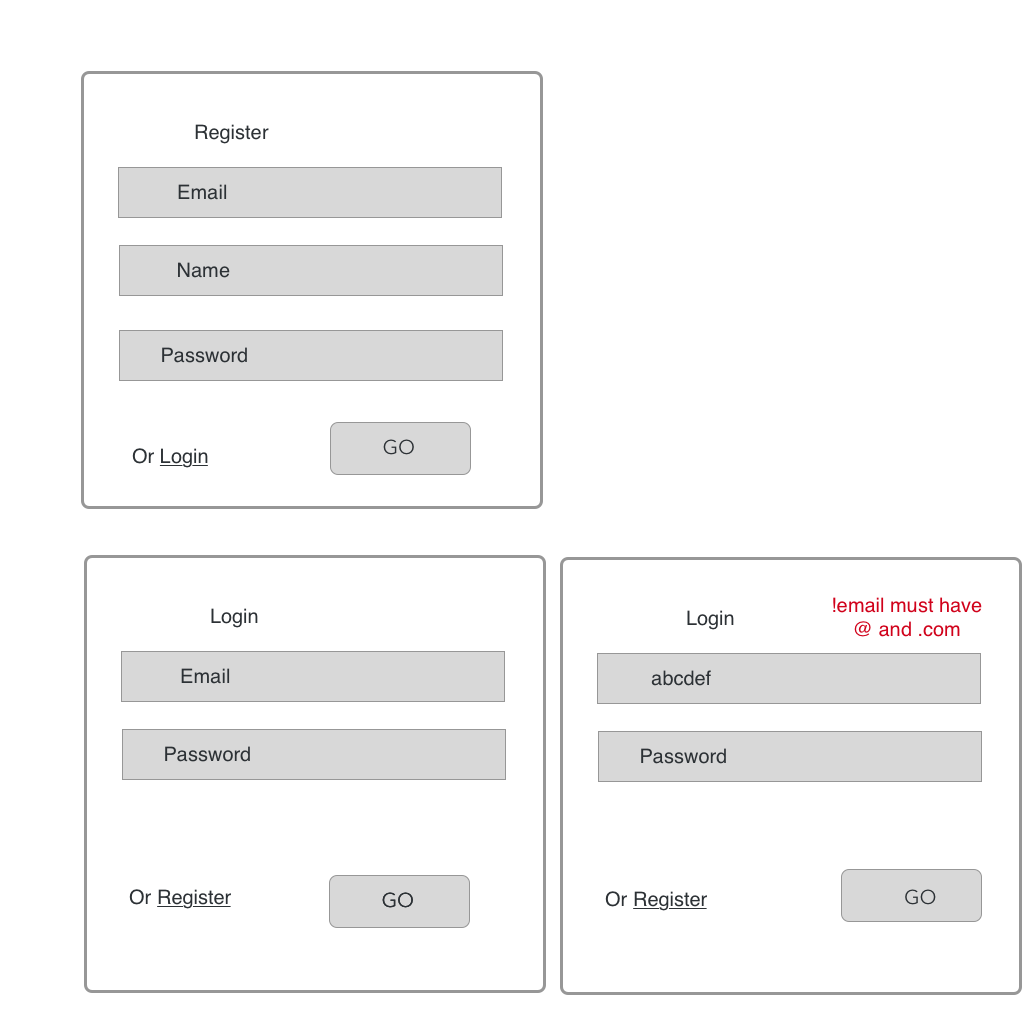 Register
Email
Name
Password
Or Login
GO
Login
Email
Password
Or Register
GO
Login
!email must have
@ and .com
abcdef
Password
Or Register
GO